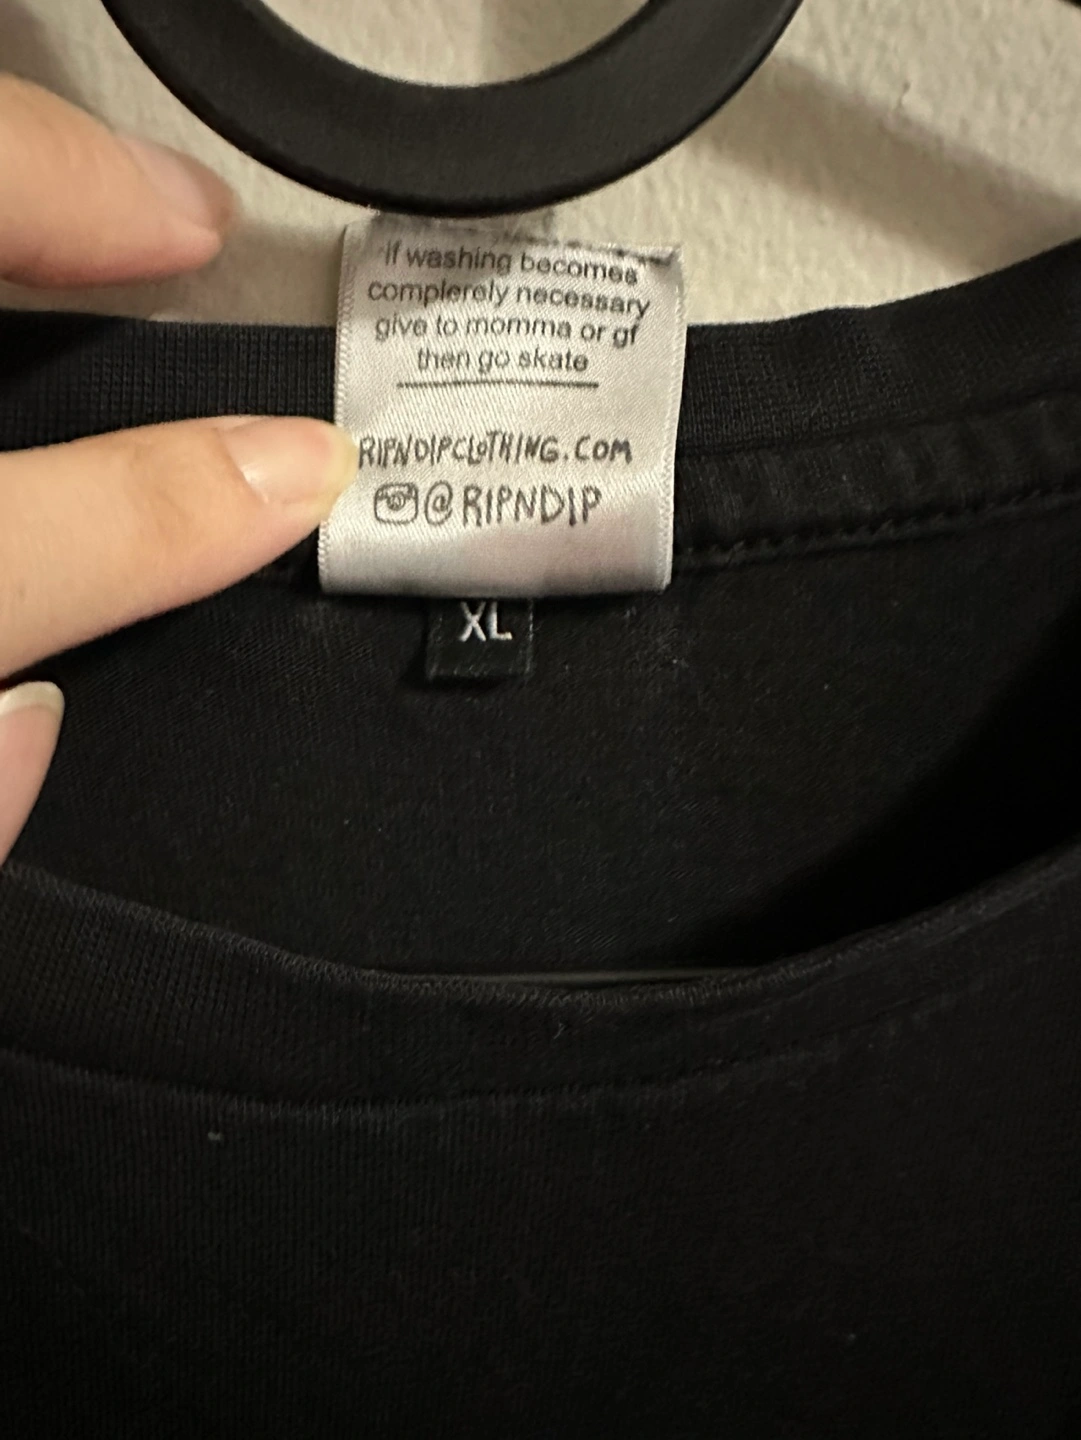 If washing becomes
complerely necessary
give to momma or gf
then go skate
RIPNDIPCLOTHING.COM
@RIPNDIP
XL